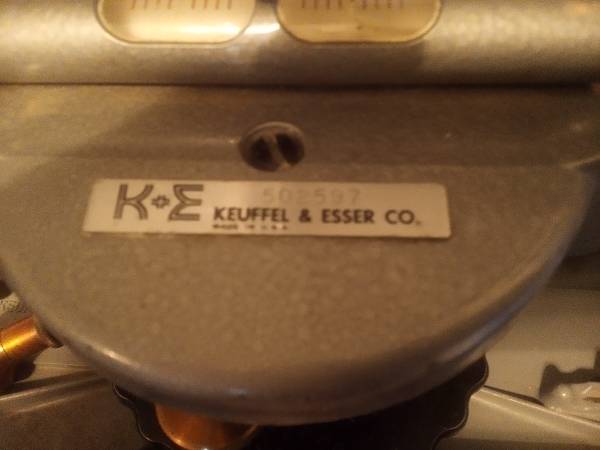 K+E 502597
KEUFFEL & ESSER CO.
MADE IN U.S.A.